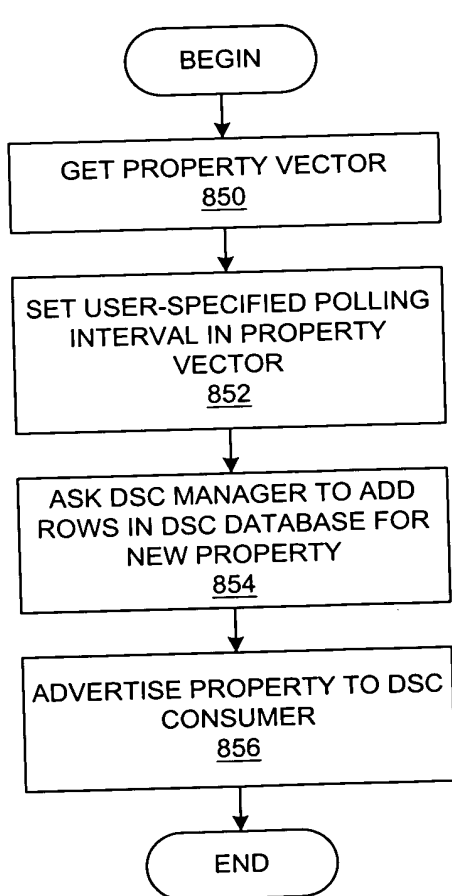 BEGIN
GET PROPERTY VECTOR
850
SET USER-SPECIFIED POLLING
INTERVAL IN PROPERTY
VECTOR
852
ASK DSC MANAGER TO ADD
ROWS IN DSC DATABASE FOR
NEW PROPERTY
854
ADVERTISE PROPERTY TO DSC
CONSUMER
856
END